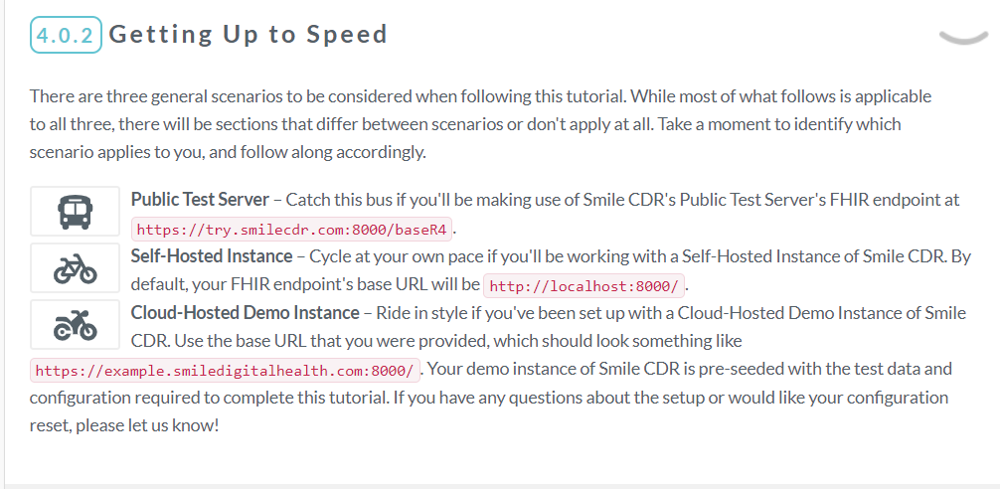 4.0.2 Getting Up to Speed
There are three general scenarios to be considered when following this tutorial. While most of what follows is applicable
to all three, there will be sections that differ between scenarios or don't apply at all. Take a moment to identify which
scenario applies to you, and follow along accordingly.
Public Test Server – Catch this bus if you'll be making use of Smile CDR's Public Test Server's FHIR endpoint at
https://try.smilecdr.com:8000/baseR4.
Self-Hosted Instance – Cycle at your own pace if you'll be working with a Self-Hosted Instance of Smile CDR. By
default, your FHIR endpoint's base URL will be http://localhost:8000/.
Cloud-Hosted Demo Instance – Ride in style if you've been set up with a Cloud-Hosted Demo Instance of Smile
CDR. Use the base URL that you were provided, which should look something like
https://example.smiledigitalhealth.com:8000/. Your demo instance of Smile CDR is pre-seeded with the test data and
configuration required to complete this tutorial. If you have any questions about the setup or would like your configuration
reset, please let us know!